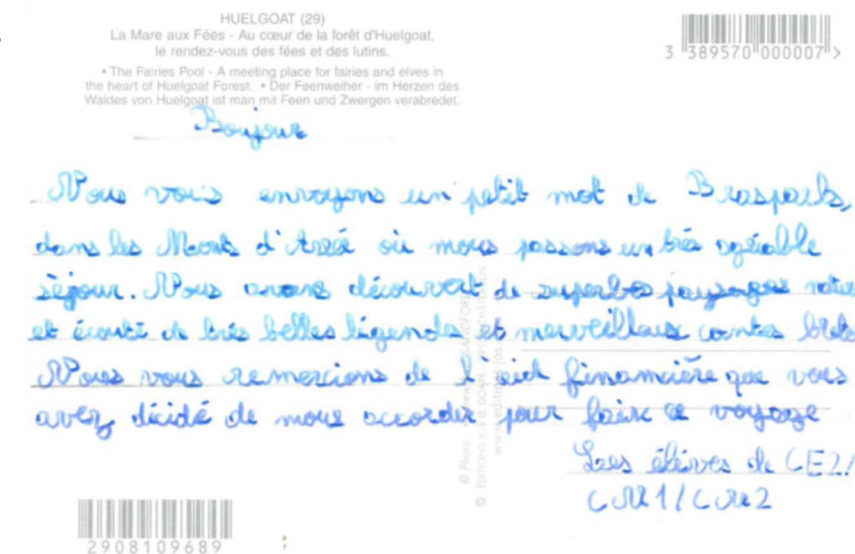 HUELGOAT (29)
La Mare aux Fées - Au cœur de la forêt d'Huelgoat,
le rendez-vous des fées et des lutins.
• The Fairies Pool - A meeting place for fairies and elves in
the heart of Huelgoat Forest. • Der Feenweiher - im Herzen des
Waldes von Huelgoat ist man mit Feen und Zwergen verabredet.
3 389570 000007 >
Boujour
Nous vous envoyons un petit mot de Brasparts,
dans les Monts d'Areé où nous passons un très agréable
séjour. Nous avons découvert de superbes paysages natu
et écouté de très belles légendes et merveilleux contes breto
Nous vous remercions de l'aid financière que vous
avez décidé de nous accorder pour faire ce voyage
Les élèves de CE2/
CM1/CM2
2908109689